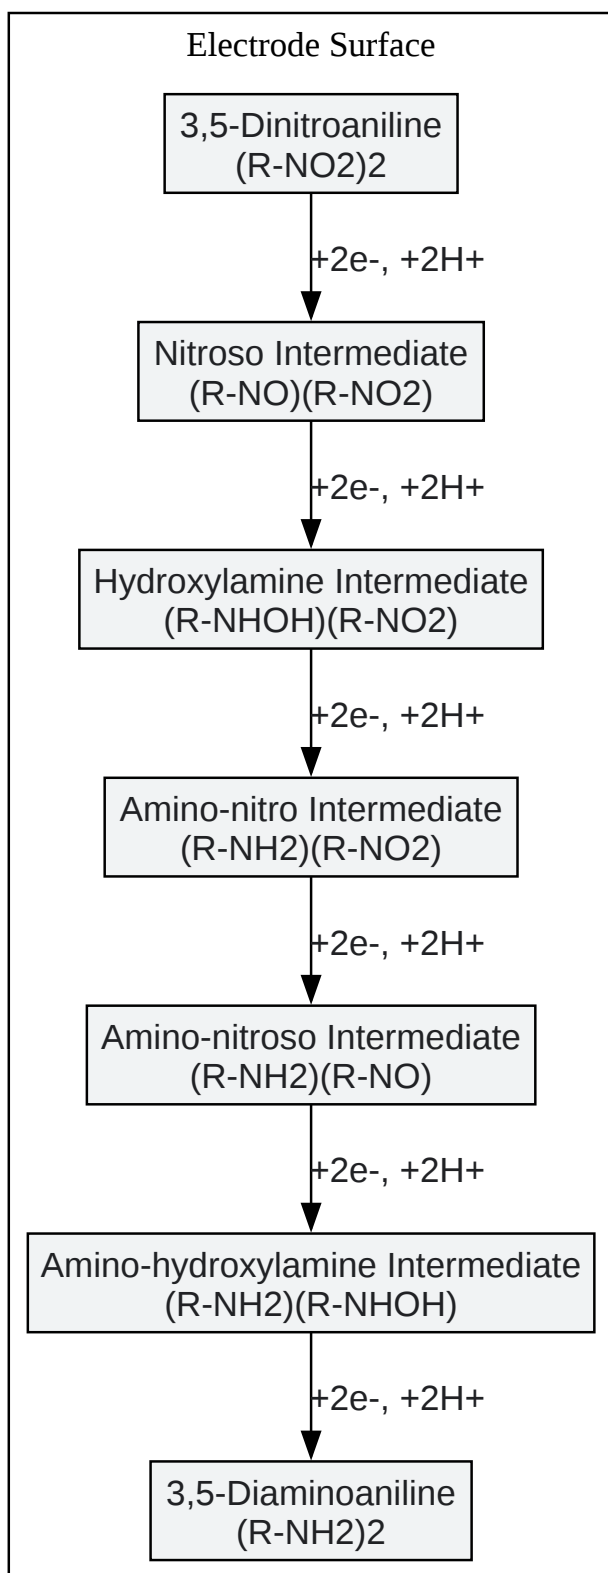 Electrode Surface
3,5-Dinitroaniline
(R-NO2)2
+2e-, +2H+
Nitroso Intermediate
(R-NO)(R-NO2)
+2e-, +2H+
Hydroxylamine Intermediate
(R-NHOH)(R-NO2)
+2e-, +2H+
Amino-nitro Intermediate
(R-NH2)(R-NO2)
+2e-, +2H+
Amino-nitroso Intermediate
(R-NH2)(R-NO)
+2e-, +2H+
Amino-hydroxylamine Intermediate
(R-NH2)(R-NHOH)
+2e-, +2H+
3,5-Diaminoaniline
(R-NH2)2